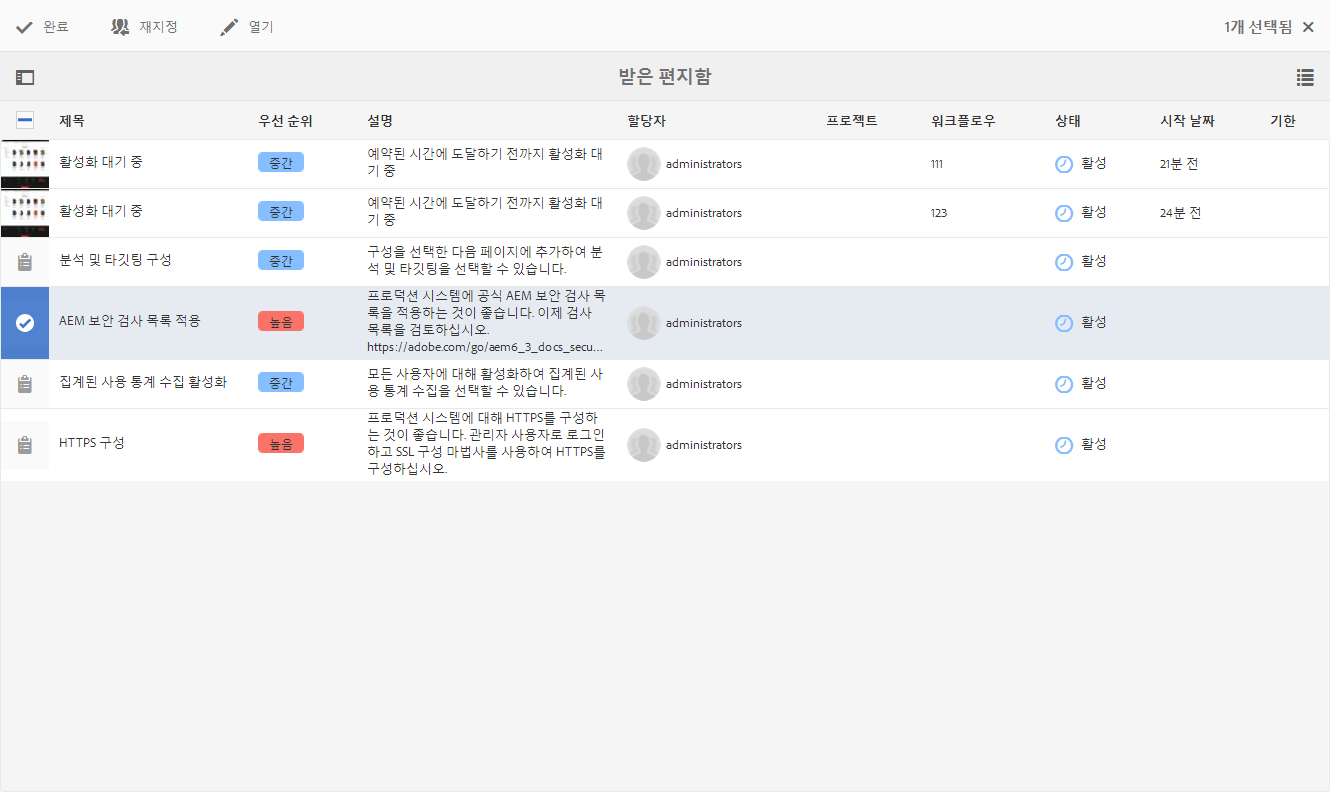 완료 재지정 열기 1개 선택됨
받은 편지함
제목 우선 순위 설명 할당자 프로젝트 워크플로우 상태 시작 날짜 기한
활성화 대기 중 중간 예약된 시간에 도달하기 전까지 활성화 대
기 중 administrators 111 활성 21분 전
활성화 대기 중 중간 예약된 시간에 도달하기 전까지 활성화 대
기 중 administrators 123 활성 24분 전
분석 및 타깃팅 구성 중간 구성을 선택한 다음 페이지에 추가하여 분
석 및 타깃팅을 선택할 수 있습니다. administrators 활성
프로덕션 시스템에 공식 AEM 보안 검사 목
AEM 보안 검사 목록 적용 높음 록을 적용하는 것이 좋습니다. 이제 검사 administrators 활성
목록을 검토하십시오.
https://adobe.com/go/aem6_3_docs_secu...
집계된 사용 통계 수집 활성화 중간 모든 사용자에 대해 활성화하여 집계된 사
용 통계 수집을 선택할 수 있습니다. administrators 활성
프로덕션 시스템에 대해 HTTPS를 구성하
HTTPS 구성 높음 는 것이 좋습니다. 관리자 사용자로 로그인 administrators 활성
하고 SSL 구성 마법사를 사용하여 HTTPS를
구성하십시오.